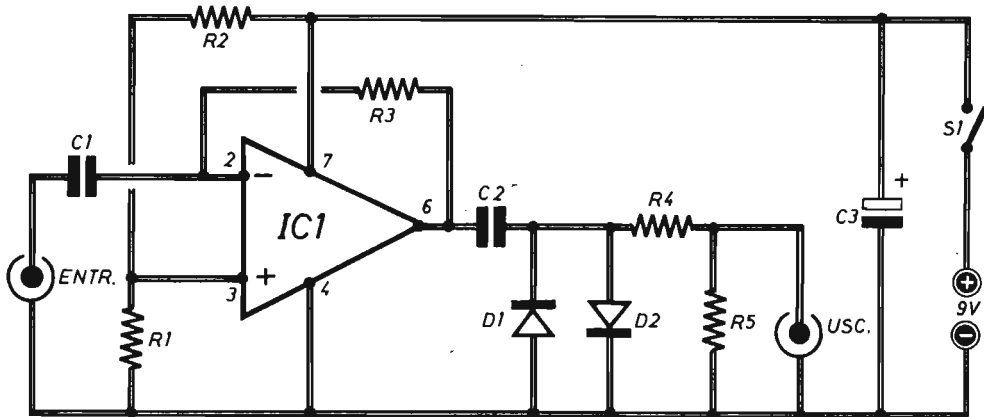 R2
R3
C1
S1
2
-
7
C2
R4
6
+
C3
IC1
ENTR.
+
3
4
+
9V
-
R1
D1
D2
R5
USC.